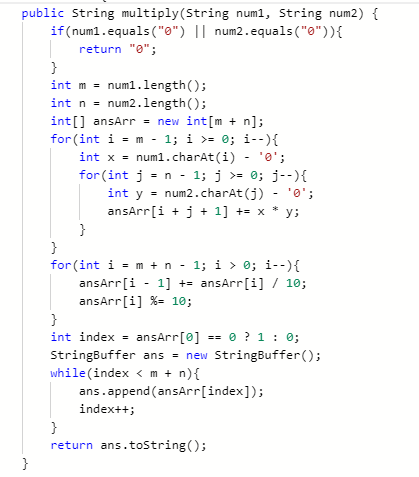 public String multiply(String num1, String num2) {
    if(num1.equals("0") || num2.equals("0")){
        return "0";
    }
    int m = num1.length();
    int n = num2.length();
    int[] ansArr = new int[m + n];
    for(int i = m - 1; i >= 0; i--){
        int x = num1.charAt(i) - '0';
        for(int j = n - 1; j >= 0; j--){
            int y = num2.charAt(j) - '0';
            ansArr[i + j + 1] += x * y;
        }
    }
    for(int i = m + n - 1; i > 0; i--){
        ansArr[i - 1] += ansArr[i] / 10;
        ansArr[i] %= 10;
    }
    int index = ansArr[0] == 0 ? 1 : 0;
    StringBuffer ans = new StringBuffer();
    while(index < m + n){
        ans.append(ansArr[index]);
        index++;
    }
    return ans.toString();
}